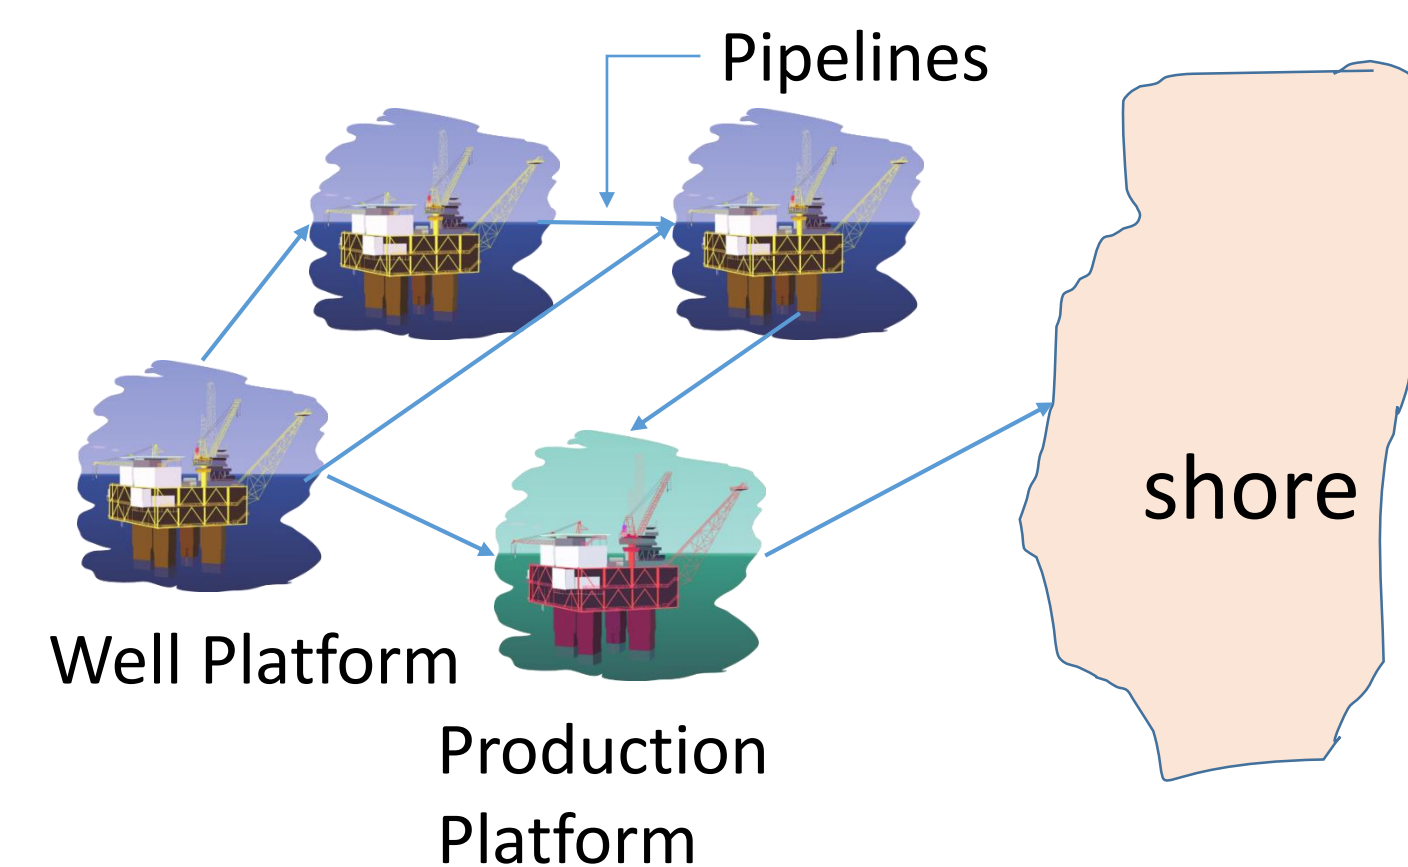 Pipelines
shore
Well Platform
Production
Platform